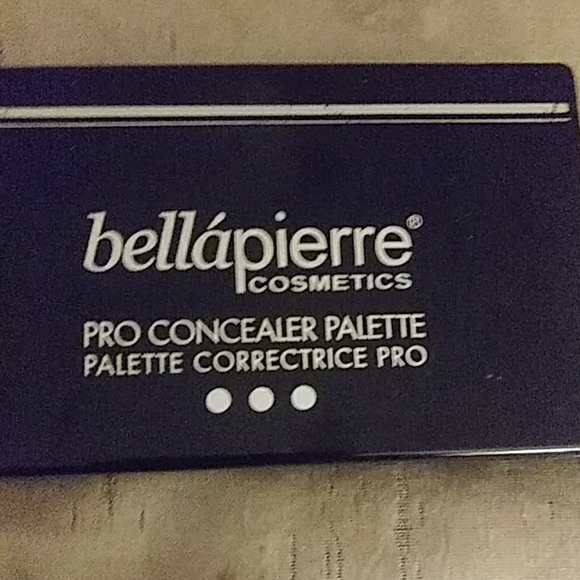 bellápierre®
COSMETICS
PRO CONCEALER PALETTE
PALETTE CORRECTRICE PRO